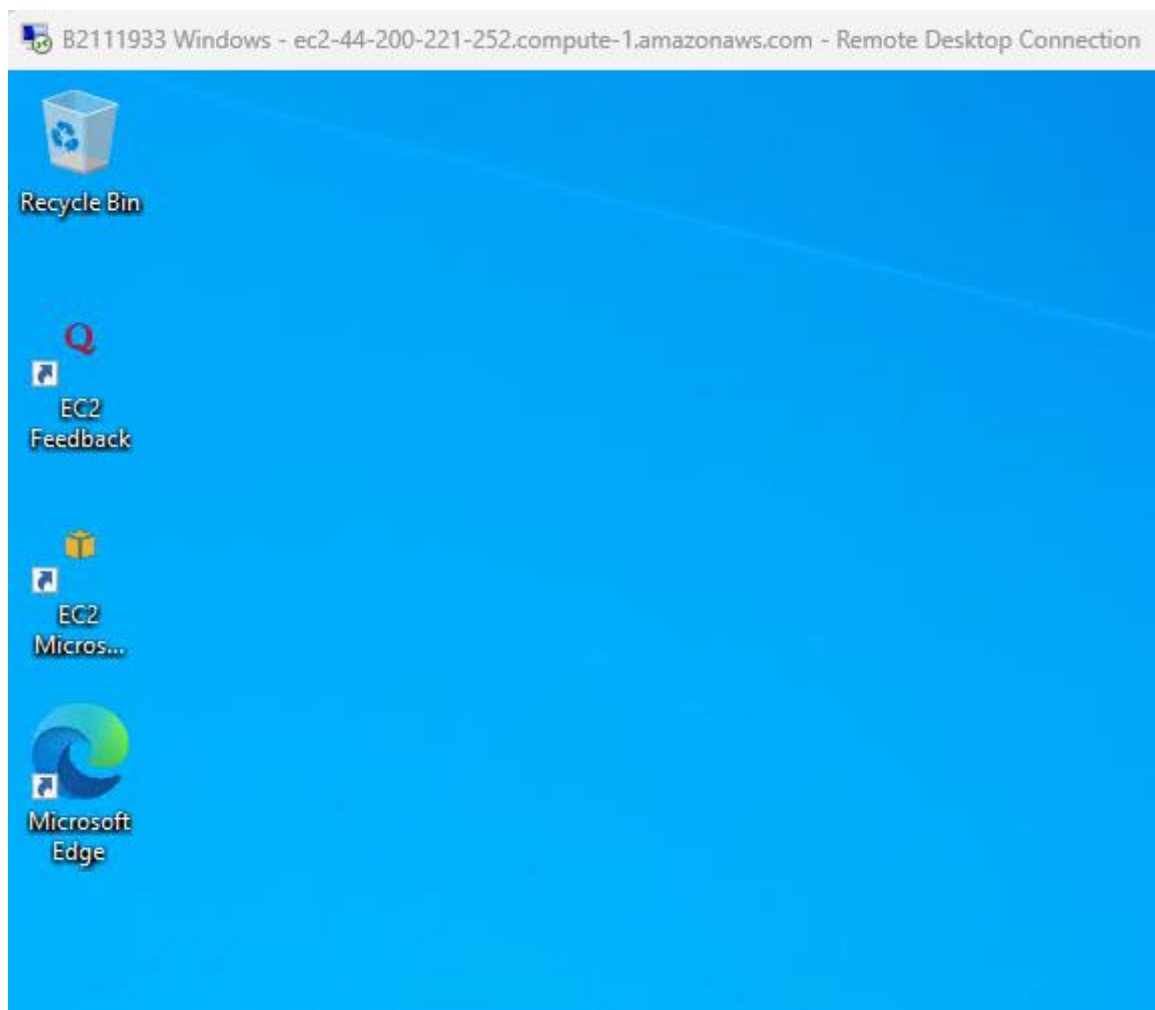 B2111933 Windows - ec2-44-200-221-252.compute-1.amazonaws.com - Remote Desktop Connection
Recycle Bin
Q
EC2
Feedback
EC2
Micros...
Microsoft
Edge